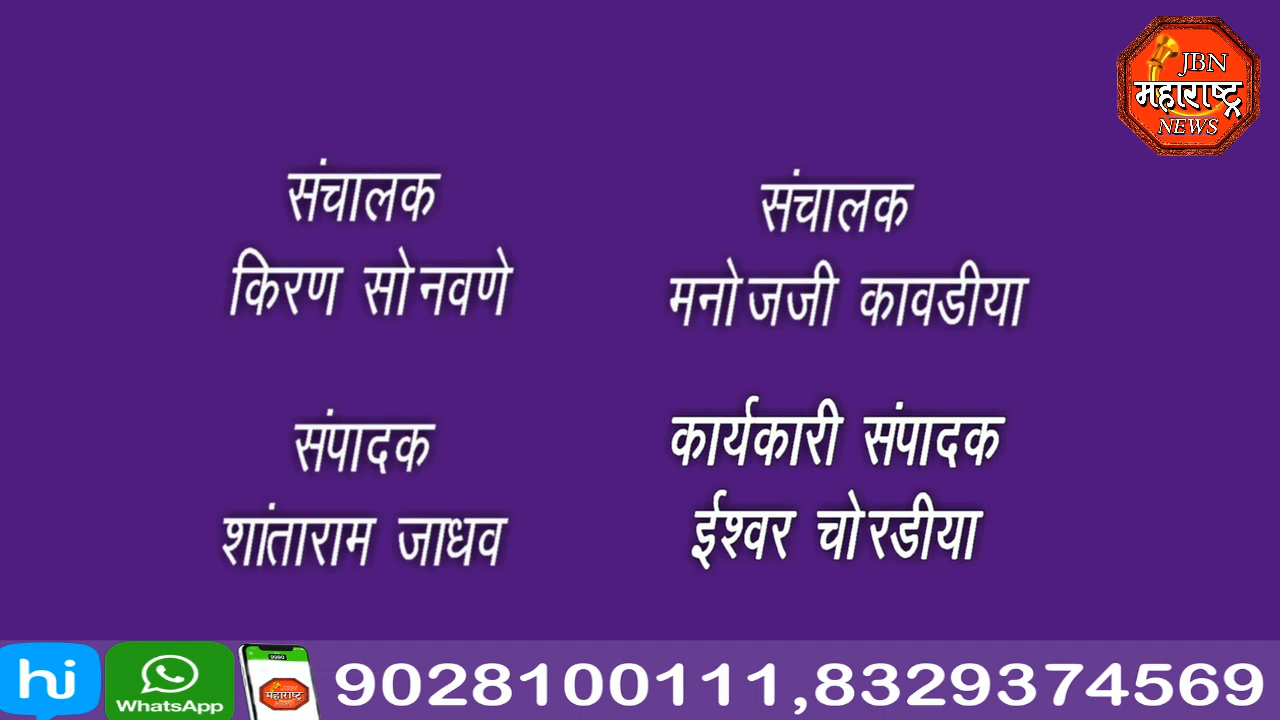 JBN
महाराष्ट्र
NEWS
संचालक
किरण सोनवणे
संचालक
मनोजजी कावडीया
संपादक
शांताराम जाधव
कार्यकारी संपादक
ईश्वर चोरडीया
hi
WhatsApp
महाराष्ट्र
9028100111,8329374569